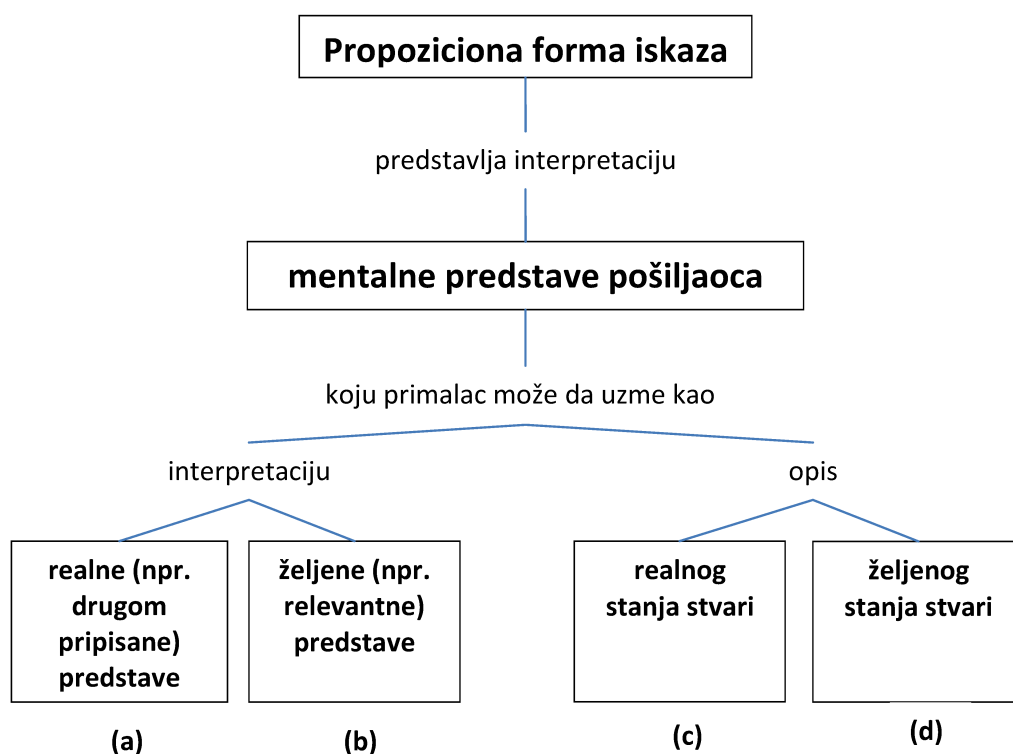 Propoziciona forma iskaza
predstavlja interpretaciju
mentalne predstave pošiljaoca
koju primalac može da uzme kao
interpretaciju
opis
realne (npr.
drugom
pripisane)
predstave
željene (npr.
relevantne)
predstave
realnog
stanja stvari
željenog
stanja stvari
(a)
(b)
(c)
(d)